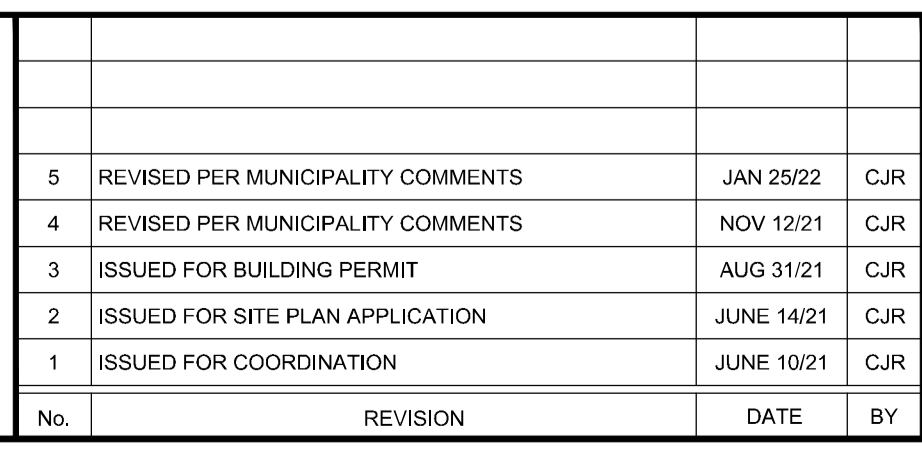 5 REVISED PER MUNICIPALITY COMMENTS JAN 25/22 CJR
4 REVISED PER MUNICIPALITY COMMENTS NOV 12/21 CJR
3 ISSUED FOR BUILDING PERMIT AUG 31/21 CJR
2 ISSUED FOR SITE PLAN APPLICATION JUNE 14/21 CJR
1 ISSUED FOR COORDINATION JUNE 10/21 CJR
No. REVISION DATE BY